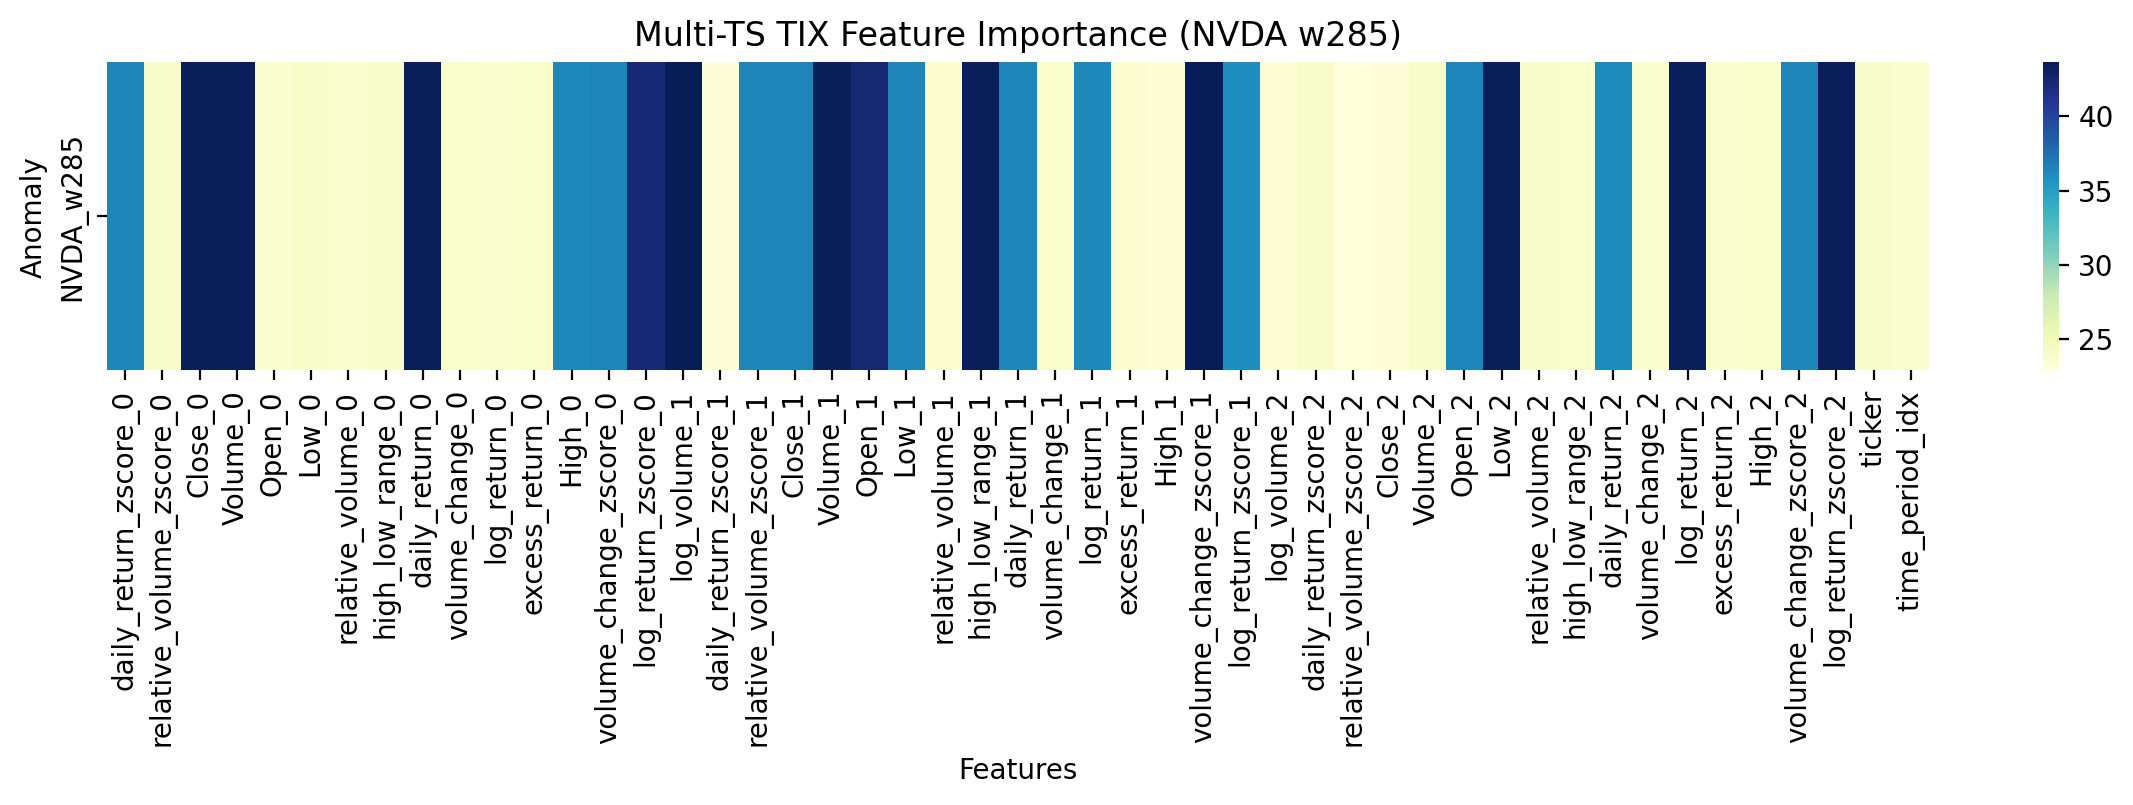 Multi-TS TIX Feature Importance (NVDA w285)
Anomaly
NVDA_w285
40
35
30
25
daily_return_zscore_0
relative_volume_zscore_0
Close_0
Volume_0
Open_0
Low_0
relative_volume_0
high_low_range_0
daily_return_0
volume_change_0
log_return_0
excess_return_0
High_0
volume_change_zscore_0
log_return_zscore_0
log_volume_1
daily_return_zscore_1
relative_volume_zscore_1
Close_1
Volume_1
Open_1
Low_1
relative_volume_1
high_low_range_1
daily_return_1
volume_change_1
log_return_1
excess_return_1
High_1
volume_change_zscore_1
log_return_zscore_1
log_volume_2
daily_return_zscore_2
relative_volume_zscore_2
Close_2
Volume_2
Open_2
Low_2
relative_volume_2
high_low_range_2
daily_return_2
volume_change_2
log_return_2
excess_return_2
High_2
volume_change_zscore_2
log_return_zscore_2
ticker
time_period_idx
Features